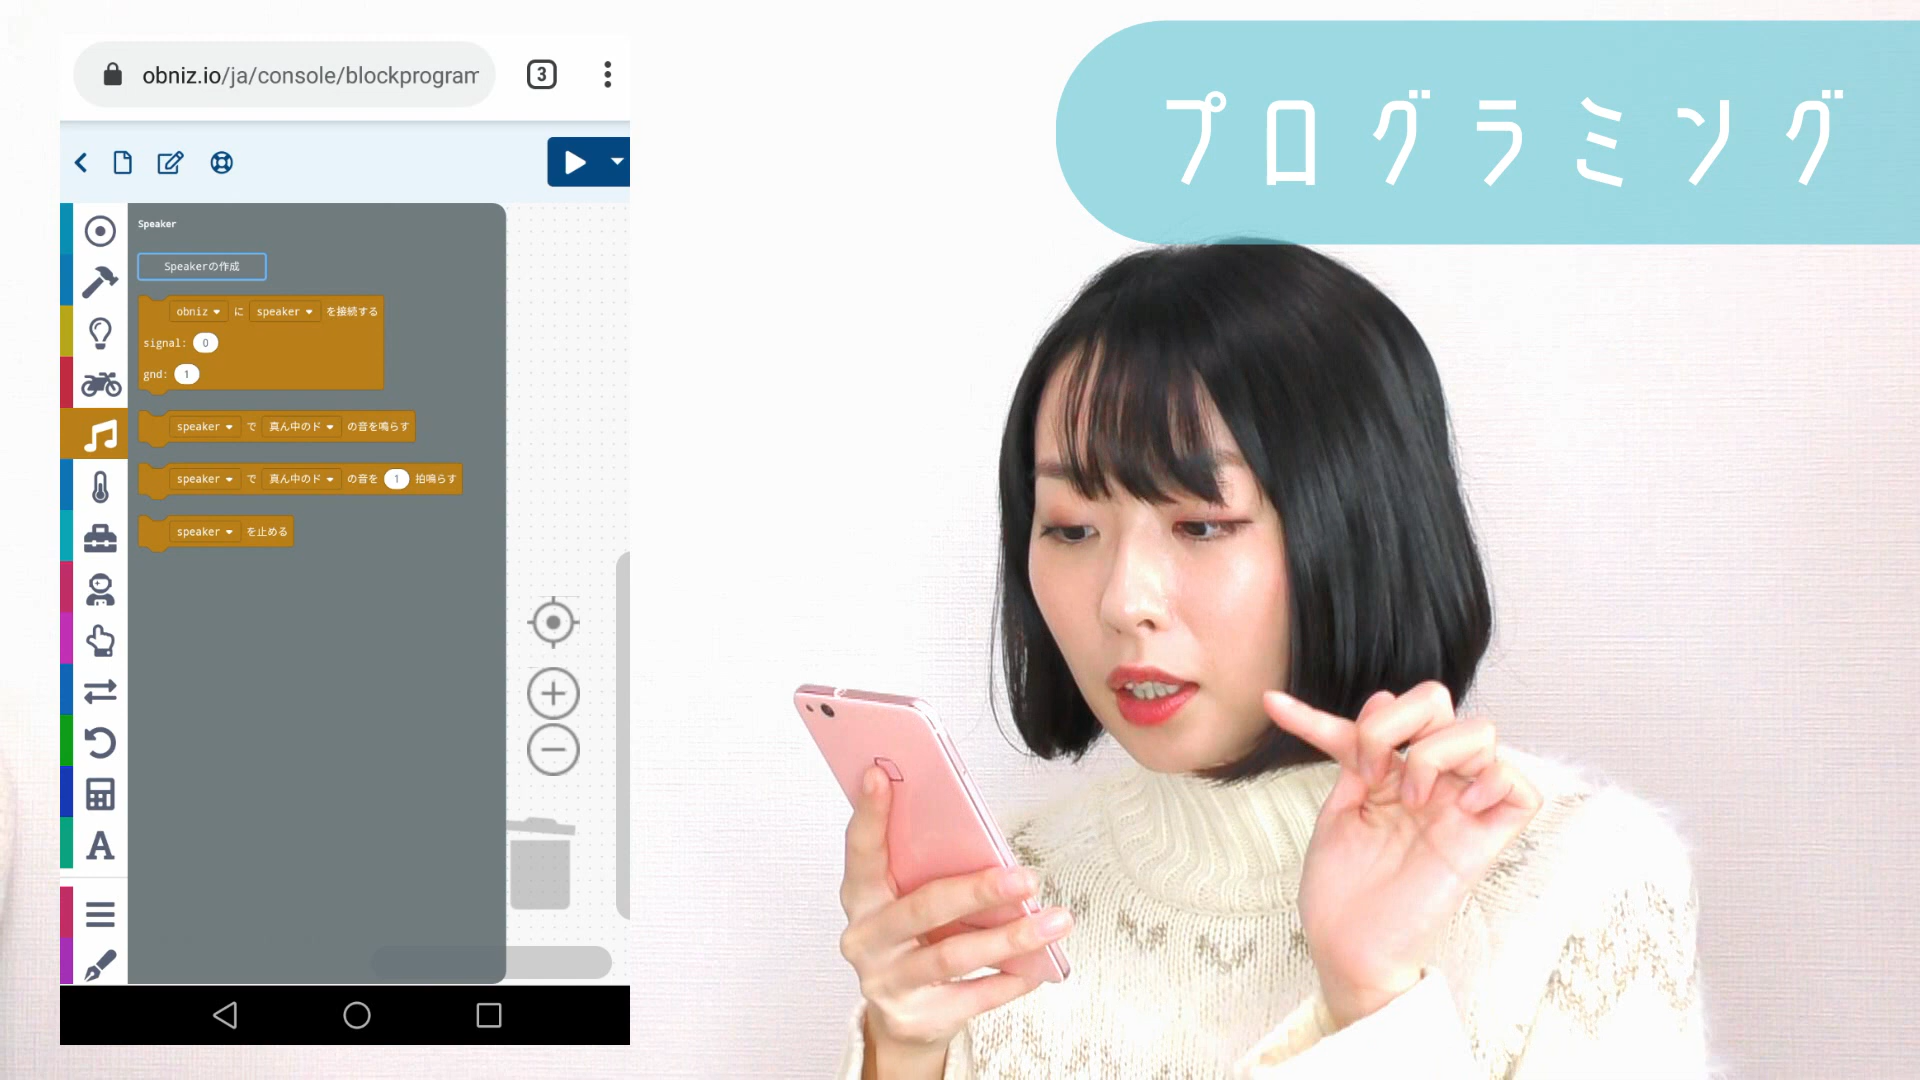 obniz.io/ja/console/blockprogram
3
プログラミング
Speaker
Speakerの作成
obniz に speaker を接続する
signal: 0
gnd: 1
speaker で 真ん中のド の音を鳴らす
speaker で 真ん中のド の音を 1 拍鳴らす
speaker を止める
A